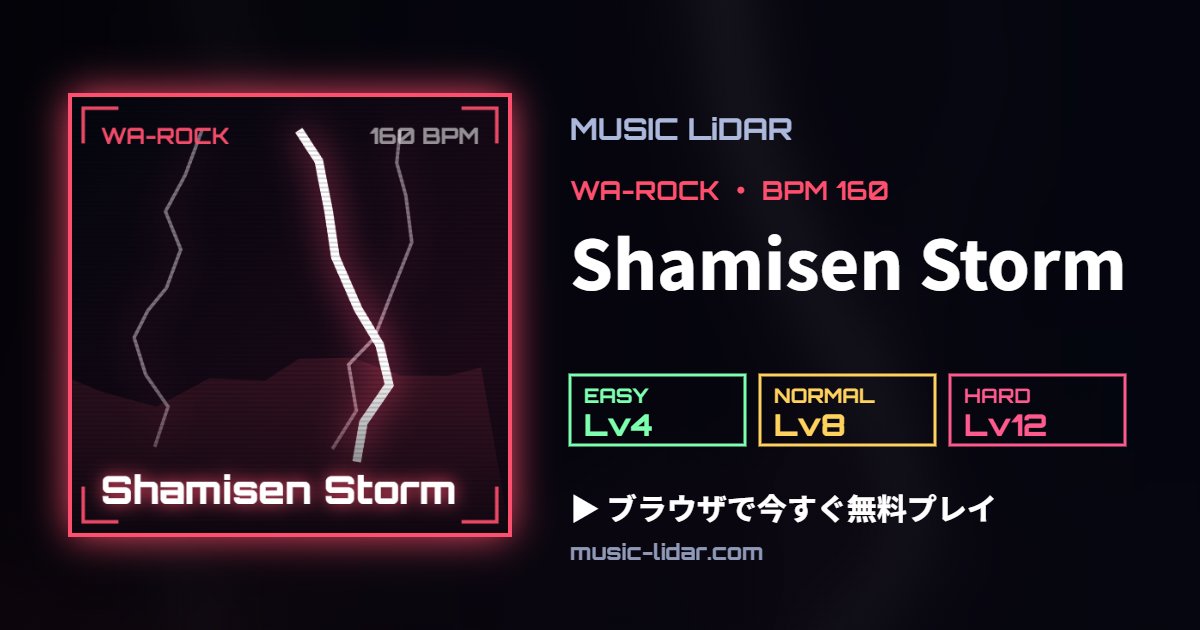 WA-ROCK
160 BPM
Shamisen Storm
MUSIC LiDAR
WA-ROCK • BPM 160
Shamisen Storm
EASY
Lv4
NORMAL
Lv8
HARD
Lv12
▶ ブラウザで今すぐ無料プレイ
music-lidar.com